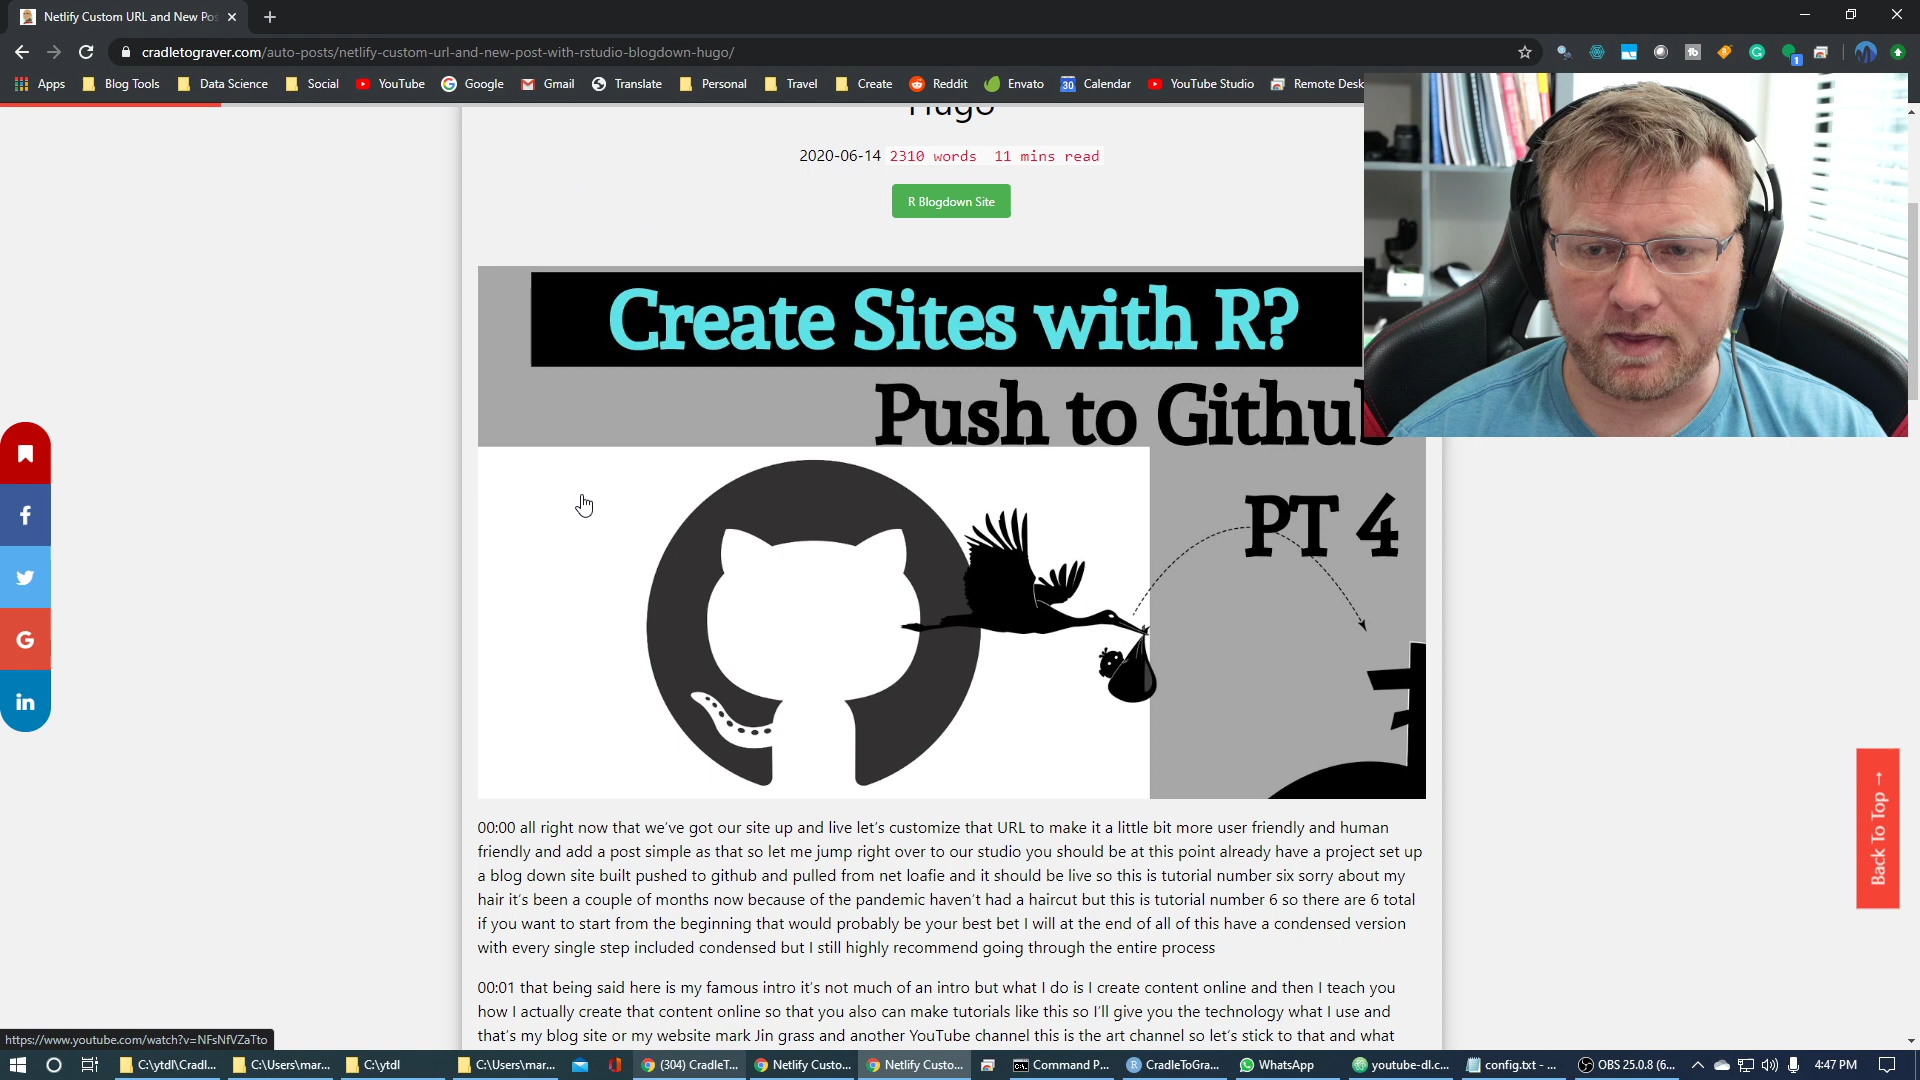 Netlify Custom URL and New Pos
cradletograver.com/auto-posts/netlify-custom-url-and-new-post-with-rstudio-blogdown-hugo/
Apps
Blog Tools
Data Science
Social
YouTube
Google
Gmail
Translate
Personal
Travel
Create
Reddit
Envato
30
Calendar
YouTube Studio
Remote Desk
1
Hugo
2020-06-14 2310 words 11 mins read
R Blogdown Site
Create Sites with R?
Push to Github
PT 4
00:00 all right now that we've got our site up and live let's customize that URL to make it a little bit more user friendly and human
friendly and add a post simple as that so let me jump right over to our studio you should be at this point already have a project set up
a blog down site built pushed to github and pulled from net loafie and it should be live so this is tutorial number six sorry about my
hair it's been a couple of months now because of the pandemic haven't had a haircut but this is tutorial number 6 so there are 6 total
if you want to start from the beginning that would probably be your best bet I will at the end of all of this have a condensed version
with every single step included condensed but I still highly recommend going through the entire process
00:01 that being said here is my famous intro it's not much of an intro but what I do is I create content online and then I teach you
how I actually create that content online so that you also can make tutorials like this so I'll give you the technology what I use and
that's my blog site or my website mark Jin grass and another YouTube channel this is the art channel so let's stick to that and what
f
G
in
Back To Top →
https://www.youtube.com/watch?v=NFsNfVZaTto
C:\ytdl\Cradl...
C:\Users\mar...
C:\ytdl
C:\Users\mar...
(304) CradleT...
Netlify Custo...
Netlify Custo...
Command P...
CradleToGra...
WhatsApp
youtube-dl.c...
config.txt - ...
OBS 25.0.8 (6...
4:47 PM